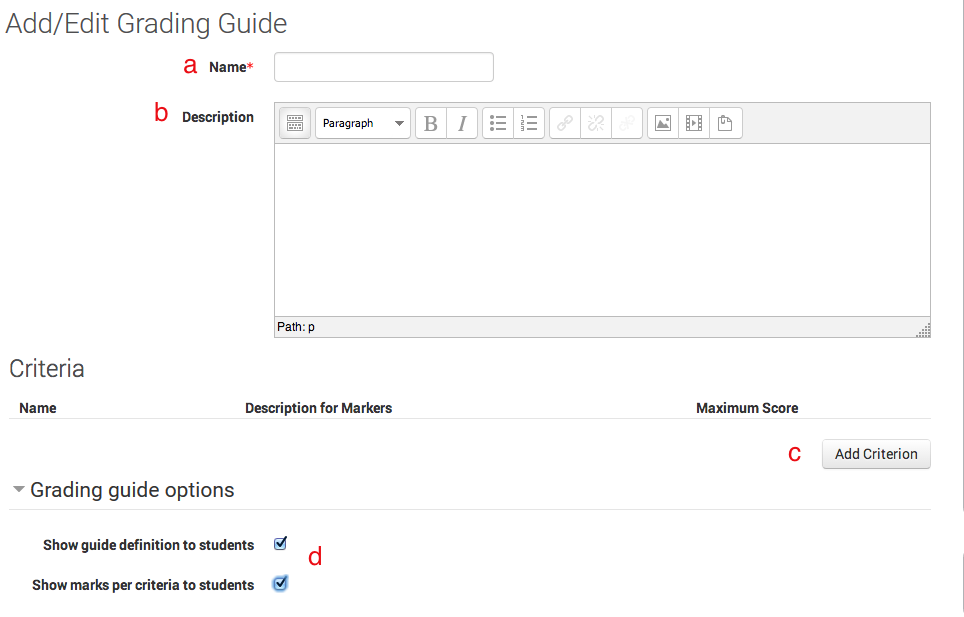 Add/Edit Grading Guide
a Name*
b Description
Paragraph B I
Path: p
Criteria
Name Description for Markers Maximum Score
c Add Criterion
Grading guide options
Show guide definition to students
d
Show marks per criteria to students